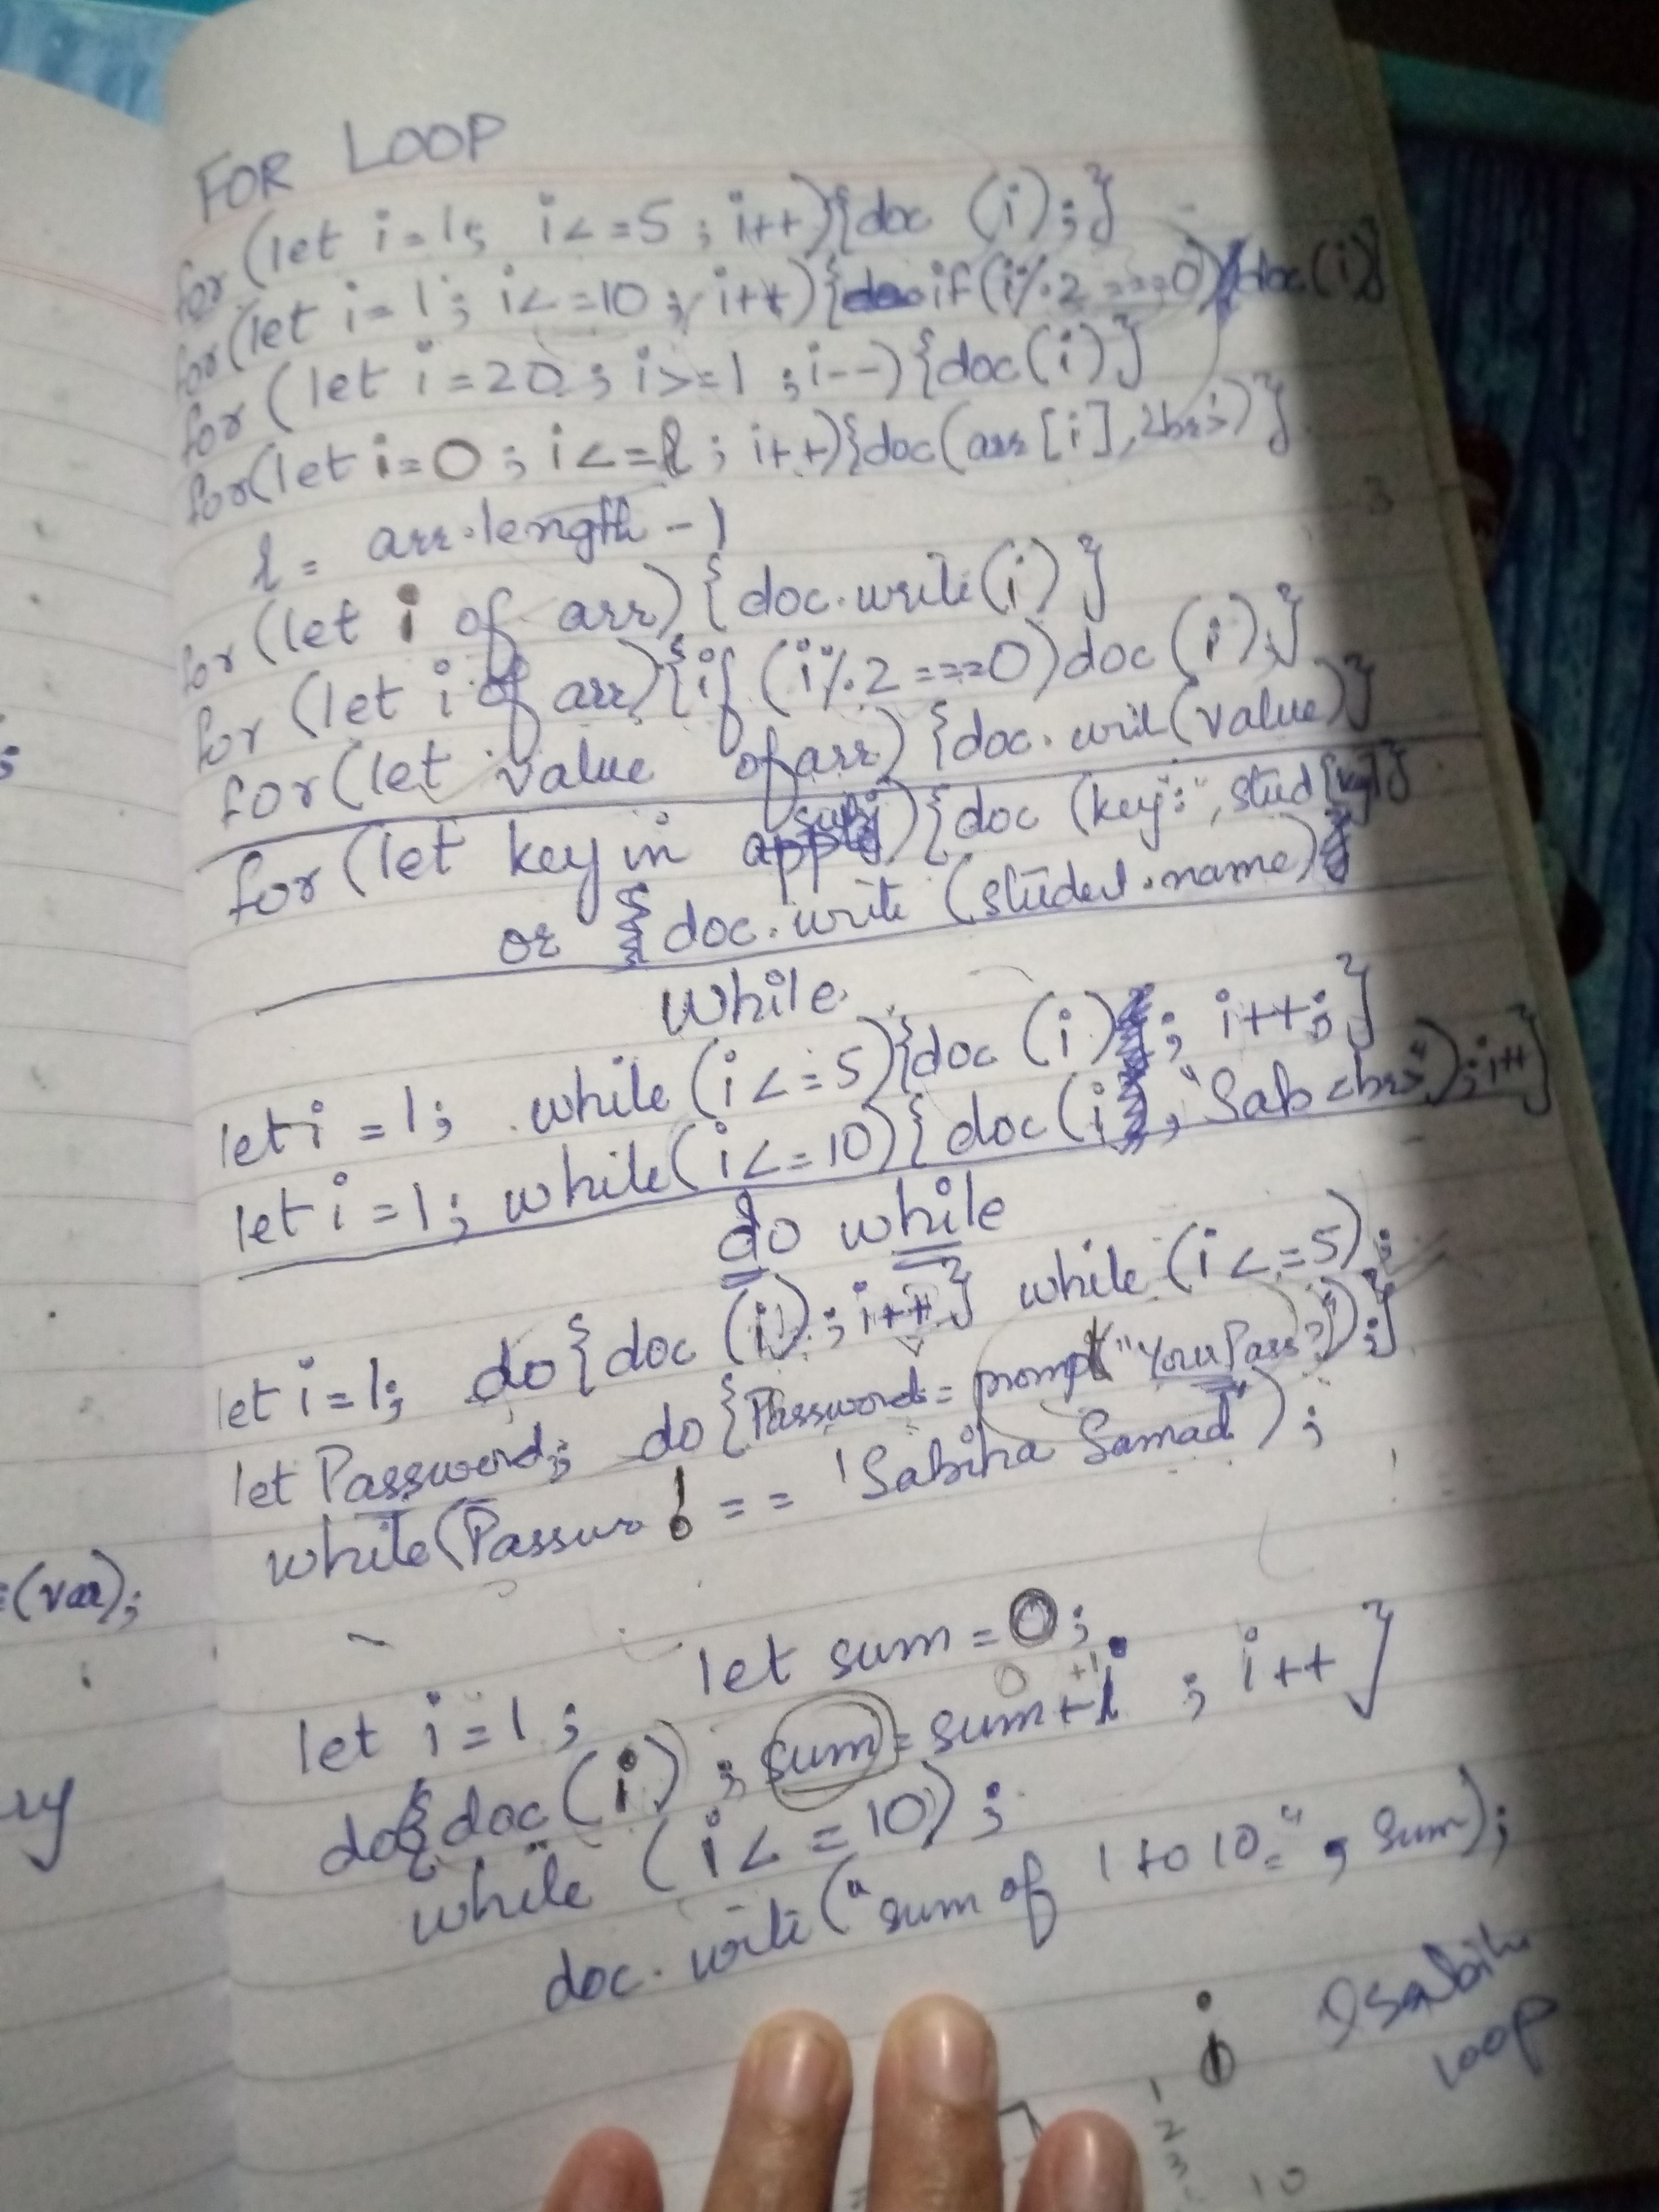 FOR LOOP
for (let i=1; i<=5; i++){doc (i);}
for(let i=1; i<=10; i++){if(i%2===0)doc(i)}
for (let i=20; i>=1; i--){doc(i)}
for(let i=0; i<=l; i++){doc(arr[i],<br>)}
l = arr.length -1
for (let i of arr) {doc.write(i)}
for (let i of arr){if (i%2===0)doc(i);}
for (let value of arr) {doc.write(value)}
for (let key in){doc (key":", stud[key]}
or { doc.write (student.name)}
While
let i=1; while (i<=5){doc (i); i++;}
let i=1; while(i<=10){doc(i, "Sab<br>");i++}
do while
let i=1; do{doc (i);i++} while (i<=5);
let Password; do{Password=prompt("Your Pass?");}
while(Passwr !== 'Sabiha Samad");
let sum=0;
let i=1;
0 +1
do{doc(i); sum=sum+i ; i++}
while (i<=10);
doc.write("sum of 1 to 10=", sum);
loop
i
1
2
3
10
=(var);
ry
;